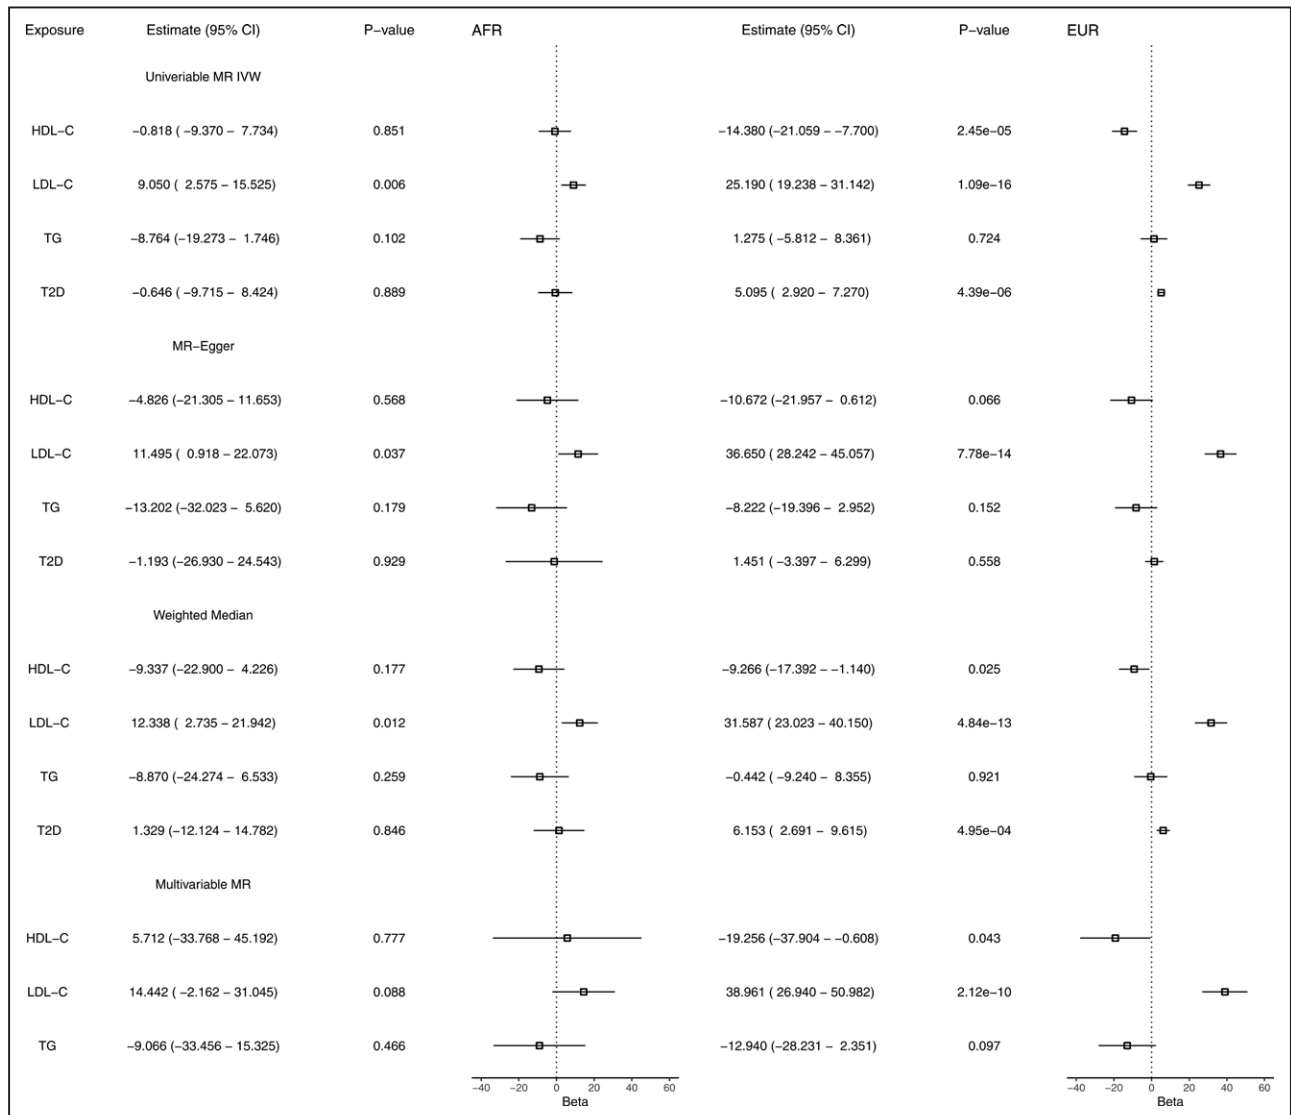 Exposure Estimate (95% CI) P−value AFR Estimate (95% CI) P−value EUR
Univeriable MR IVW
HDL−C −0.818 ( −9.370 − 7.734) 0.851 −14.380 (−21.059 − −7.700) 2.45e−05
LDL−C 9.050 ( 2.575 − 15.525) 0.006 25.190 (19.238 − 31.142) 1.09e−16
TG −8.764 (−19.273 − 1.746) 0.102 1.275 (−5.812 − 8.361) 0.724
T2D −0.646 ( −9.715 − 8.424) 0.889 5.095 ( 2.920 − 7.270) 4.39e−06
MR−Egger
HDL−C −4.826 (−21.305 − 11.653) 0.568 −10.672 (−21.957 − 0.612) 0.066
LDL−C 11.495 ( 0.918 − 22.073) 0.037 36.650 (28.242 − 45.057) 7.78e−14
TG −13.202 (−32.023 − 5.620) 0.179 −8.222 (−19.396 − 2.952) 0.152
T2D −1.193 (−26.930 − 24.543) 0.929 1.451 ( −3.397 − 6.299) 0.558
Weighted Median
HDL−C −9.337 (−22.900 − 4.226) 0.177 −9.266 (−17.392 − −1.140) 0.025
LDL−C 12.338 ( 2.735 − 21.942) 0.012 31.587 (23.023 − 40.150) 4.84e−13
TG −8.870 (−24.274 − 6.533) 0.259 −0.442 ( −9.240 − 8.355) 0.921
T2D 1.329 (−12.124 − 14.782) 0.846 6.153 ( 2.691 − 9.615) 4.95e−04
Multivariable MR
HDL−C 5.712 (−33.768 − 45.192) 0.777 −19.256 (−37.904 − −0.608) 0.043
LDL−C 14.442 ( −2.162 − 31.045) 0.088 38.961 (26.940 − 50.982) 2.12e−10
TG −9.066 (−33.456 − 15.325) 0.466 −12.940 (−28.231 − 2.351) 0.097
−40 −20 0 20 40 60 −40 −20 0 20 40 60
Beta Beta